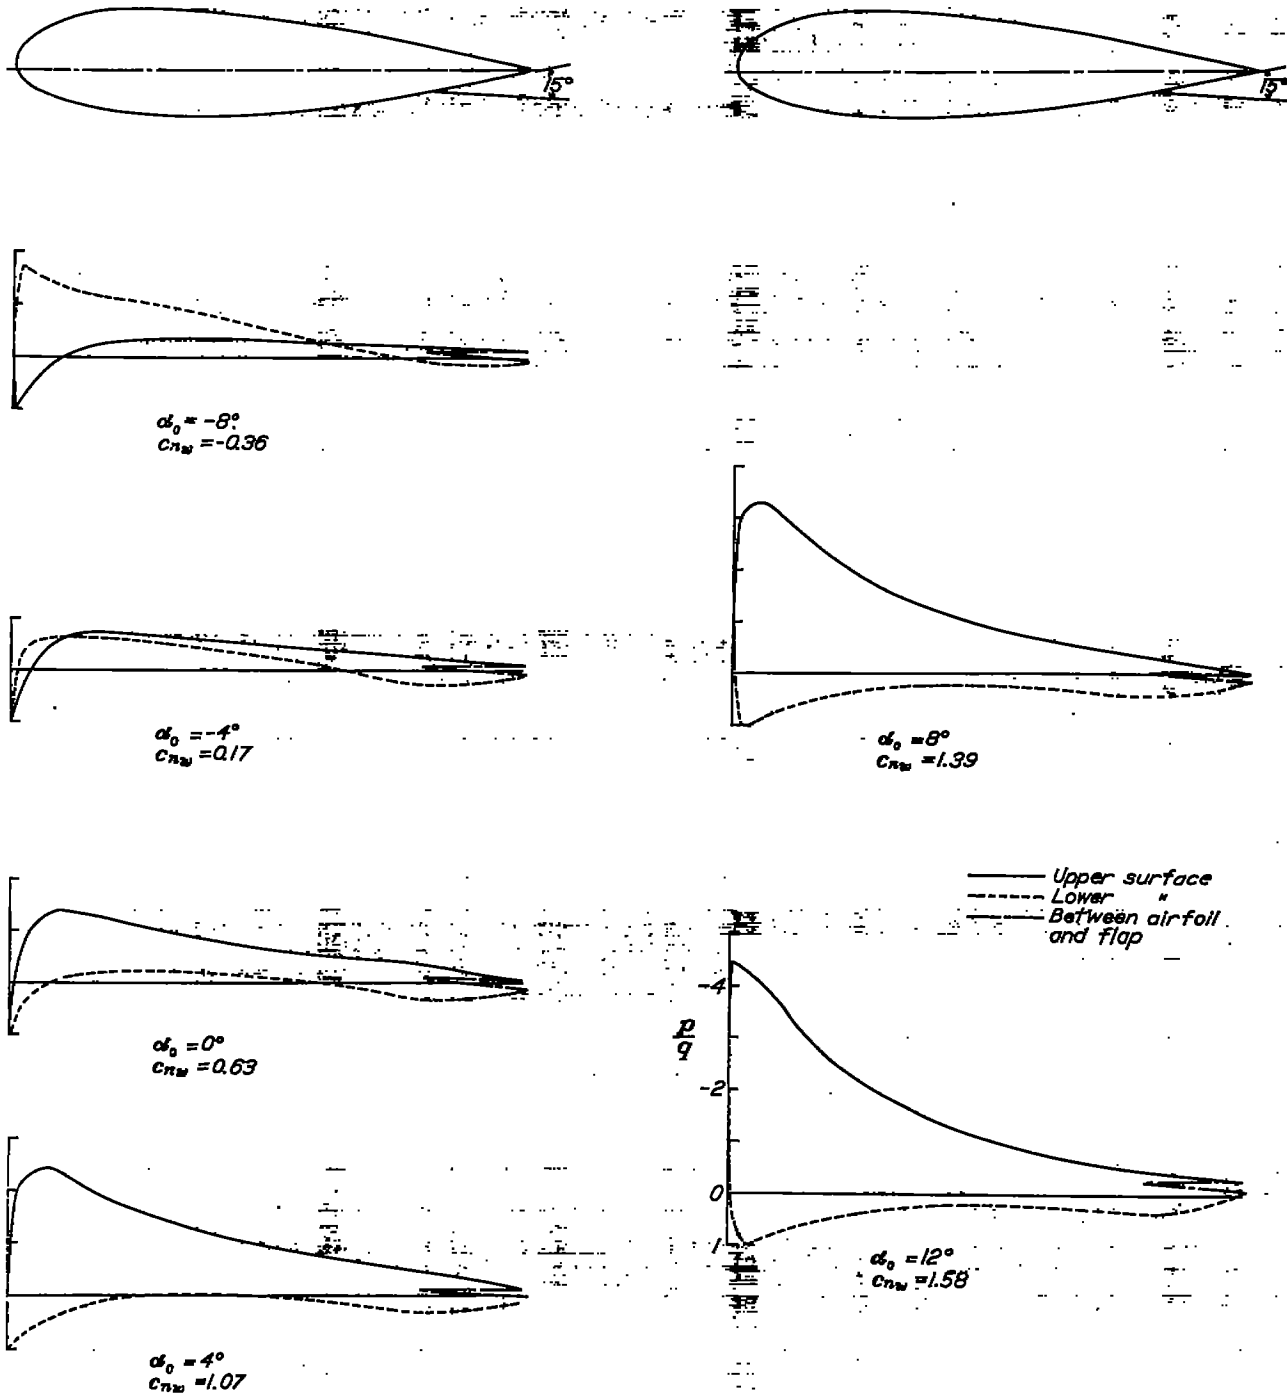 15°
15°
α₀ = -8°
cₙw = -0.36
α₀ = -4°
cₙw = 0.17
α₀ = 8°
cₙw = 1.39
Upper surface
Lower "
Between airfoil
and flap
α₀ = 0°
cₙw = 0.63
-4
p/q
-2
0
1
α₀ = 12°
cₙw = 1.58
α₀ = 4°
cₙw = 1.07